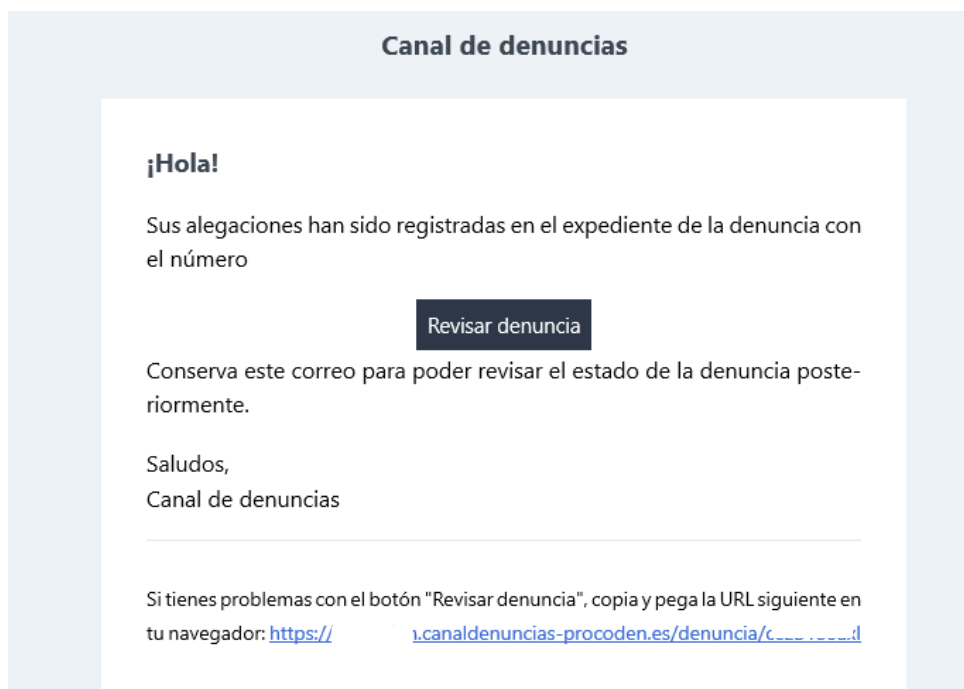 Canal de denuncias
¡Hola!
Sus alegaciones han sido registradas en el expediente de la denuncia con
el número
Revisar denuncia
Conserva este correo para poder revisar el estado de la denuncia poste-
riormente.
Saludos,
Canal de denuncias
Si tienes problemas con el botón "Revisar denuncia", copia y pega la URL siguiente en
tu navegador: https:// .canaldenuncias-procoden.es/denuncia/